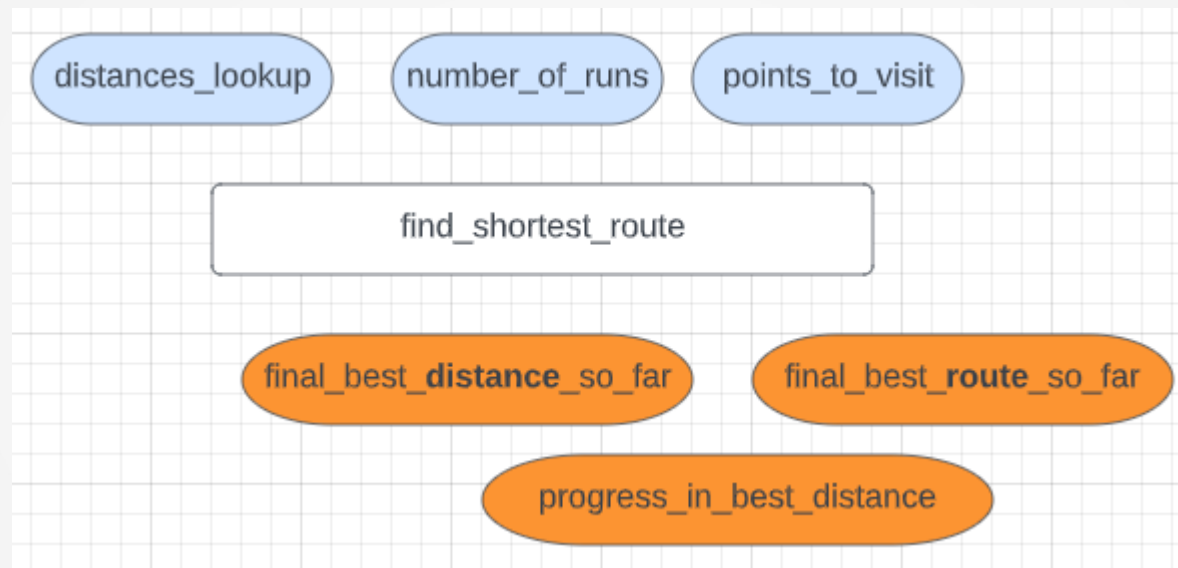 distances_lookup
number_of_runs
points_to_visit
find_shortest_route
final_best_distance_so_far
final_best_route_so_far
progress_in_best_distance